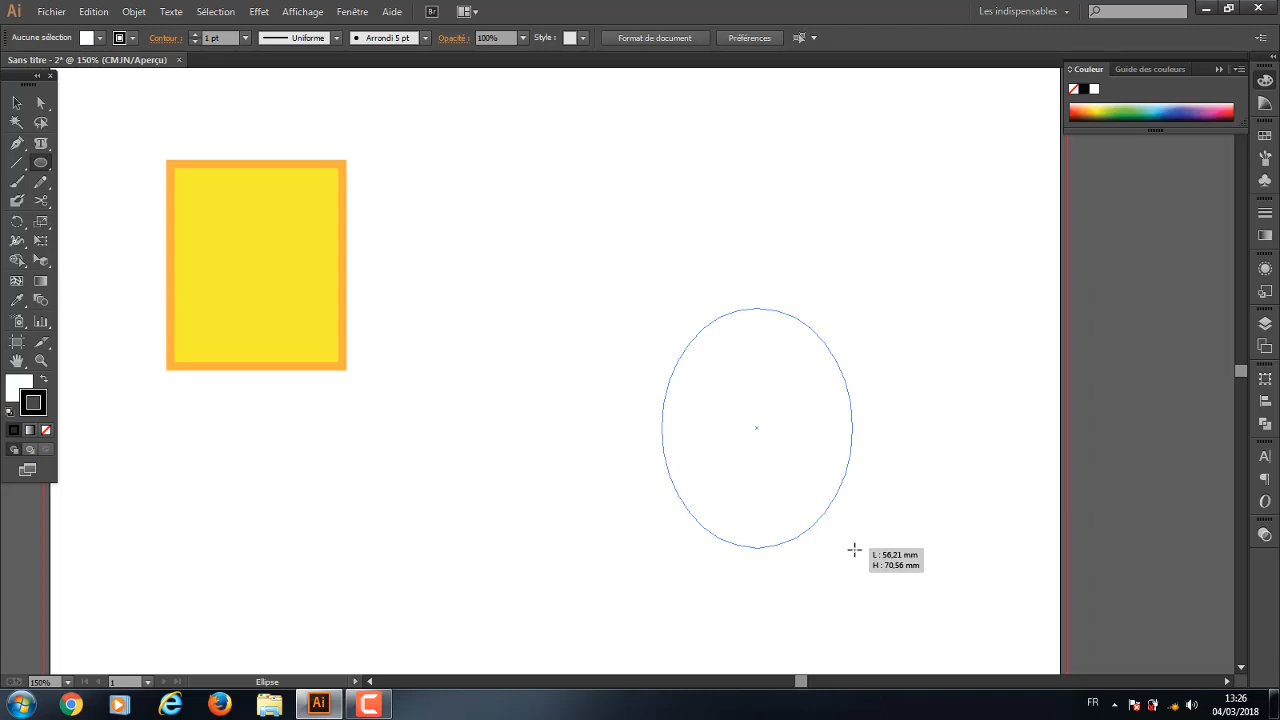 Ai Fichier Edition Objet Texte Sélection Effet Affichage Fenêtre Aide Br Les indispensables
Aucune sélection Contour : 1 pt Uniforme Arrondi 5 pt Opacité : 100% Style : Format de document Préférences
Sans titre - 2* @ 150% (CMJN/Aperçu) ×
Couleur Guide des couleurs
L : 56,21 mm
H : 70,56 mm
150% 1 Ellipse
Ai FR 13:26
04/03/2018